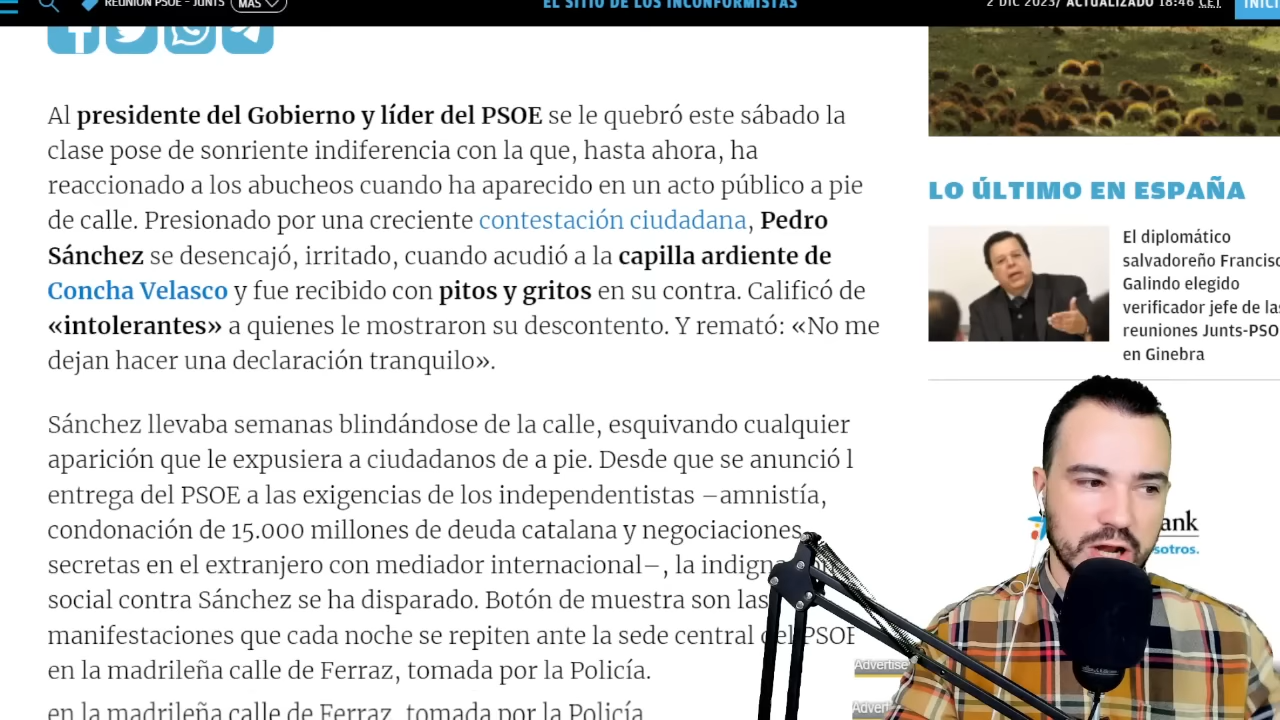 REUNIÓN PSOE - JUNTS
MÁS
EL SITIO DE LOS INCONFORMISTAS
2 DIC 2023/ ACTUALIZADO 18:46 CET
INICI
Al presidente del Gobierno y líder del PSOE se le quebró este sábado la
clase pose de sonriente indiferencia con la que, hasta ahora, ha
reaccionado a los abucheos cuando ha aparecido en un acto público a pie
de calle. Presionado por una creciente contestación ciudadana, Pedro
Sánchez se desencajó, irritado, cuando acudió a la capilla ardiente de
Concha Velasco y fue recibido con pitos y gritos en su contra. Calificó de
«intolerantes» a quienes le mostraron su descontento. Y remató: «No me
dejan hacer una declaración tranquilo».
Sánchez llevaba semanas blindándose de la calle, esquivando cualquier
aparición que le expusiera a ciudadanos de a pie. Desde que se anunció l
entrega del PSOE a las exigencias de los independentistas –amnistía,
condonación de 15.000 millones de deuda catalana y negociaciones
secretas en el extranjero con mediador internacional–, la indign
social contra Sánchez se ha disparado. Botón de muestra son las
manifestaciones que cada noche se repiten ante la sede central del PSOE
en la madrileña calle de Ferraz, tomada por la Policía.
en la madrileña calle de Ferraz, tomada por la Policía
LO ÚLTIMO EN ESPAÑA
El diplomático
salvadoreño Francisc
Galindo elegido
verificador jefe de las
reuniones Junts-PSO
en Ginebra
ank
sotros.
Advertise
Advert